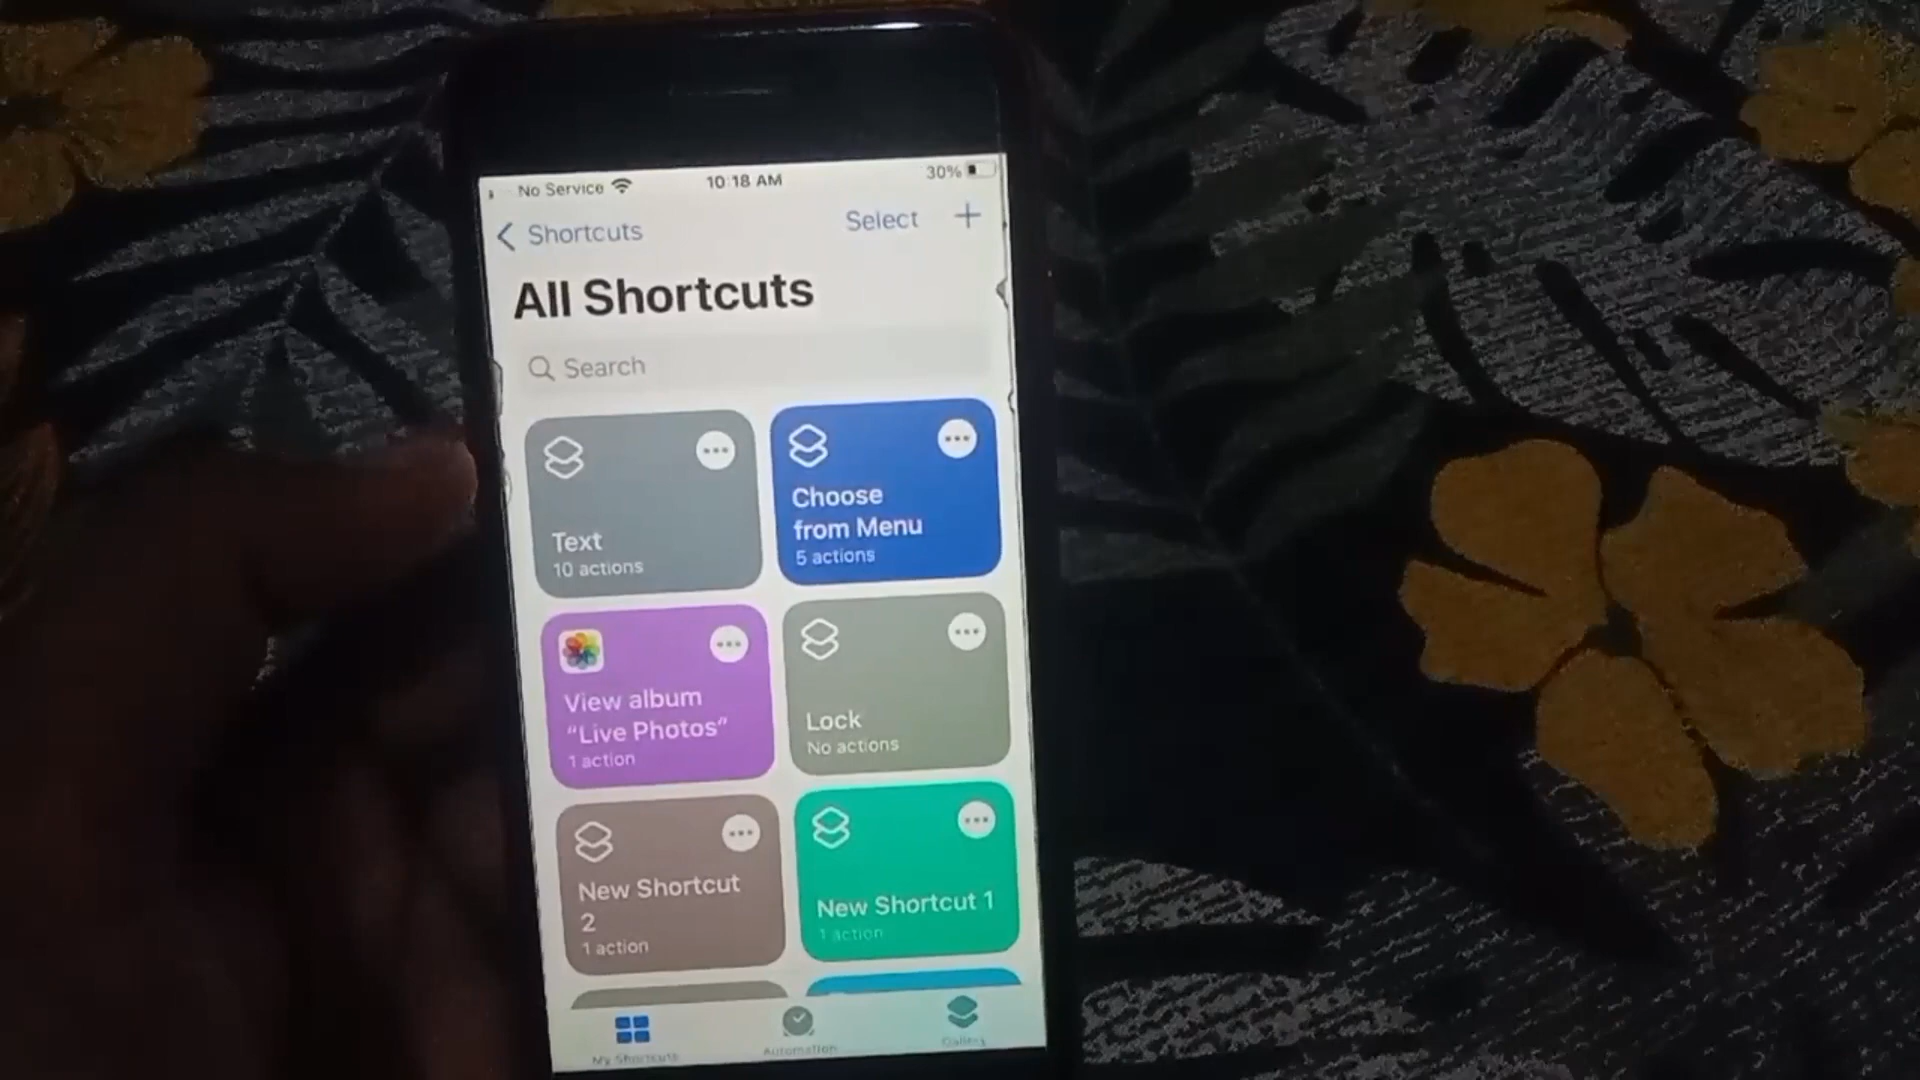 No Service 10:18 AM 30%
Shortcuts Select +
All Shortcuts
Search
Text
10 actions
Choose
from Menu
5 actions
View album
“Live Photos”
1 action
Lock
No actions
New Shortcut
2
1 action
New Shortcut 1
1 action
My Shortcuts Automation Gallery